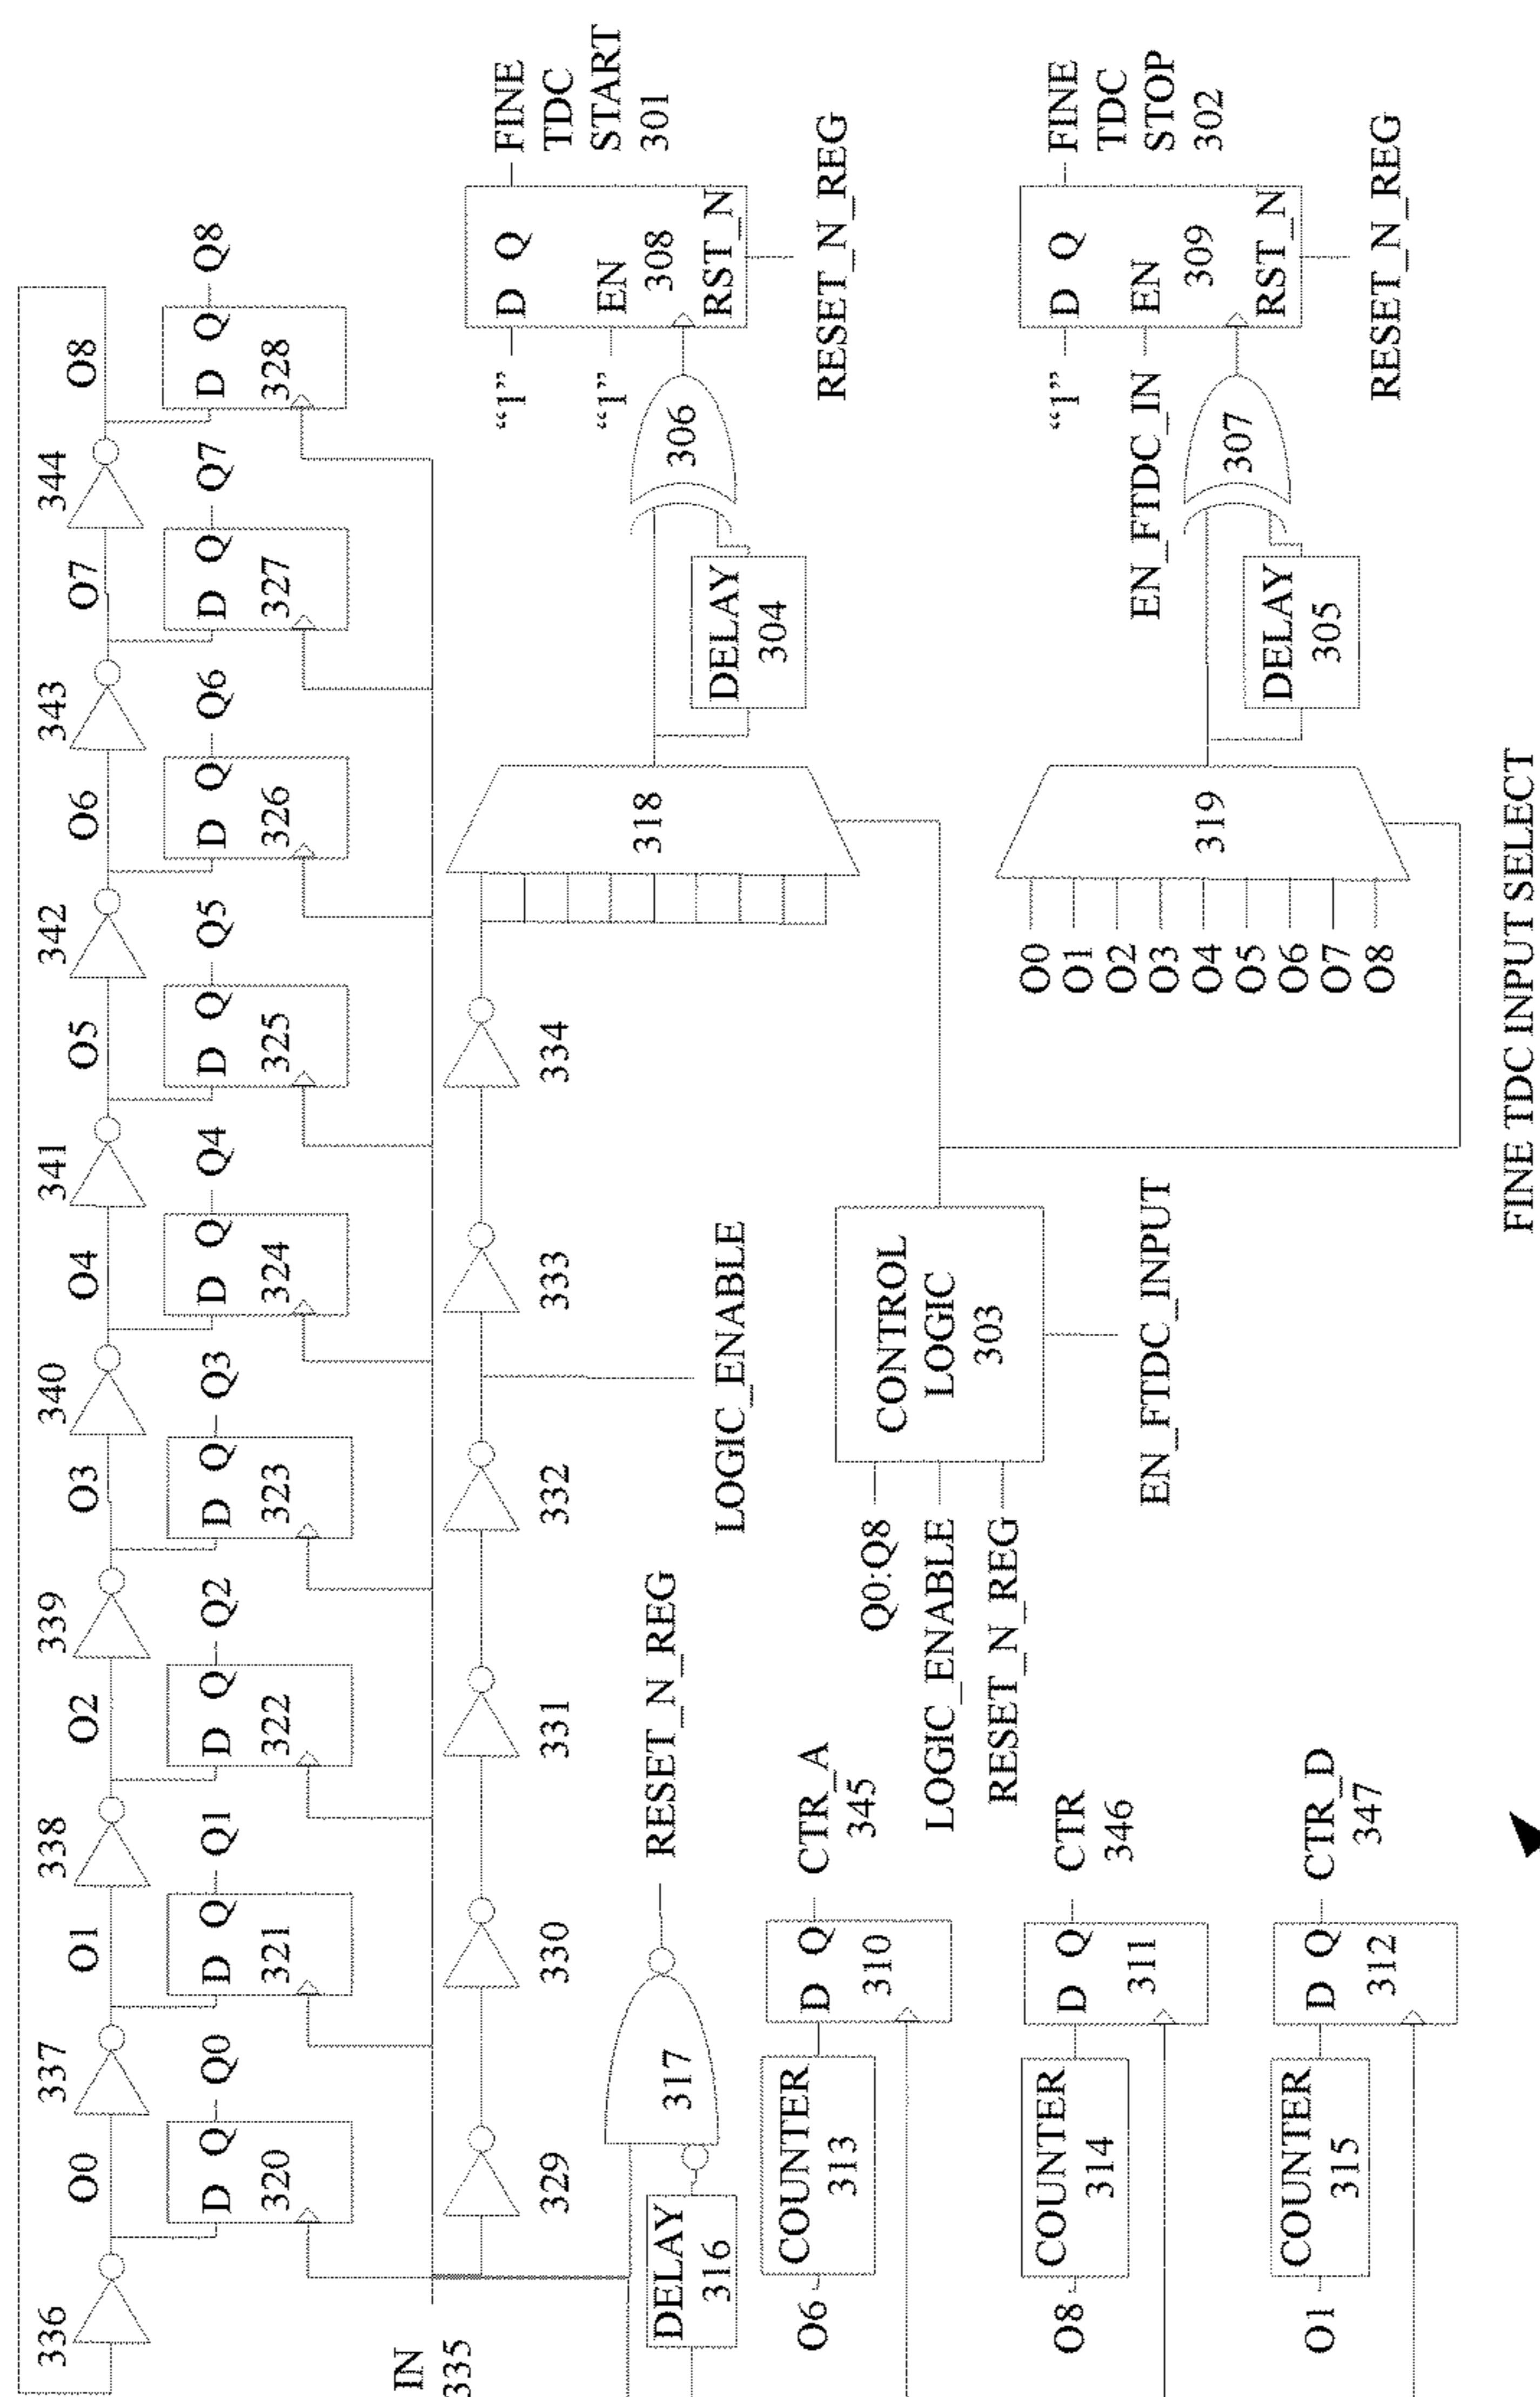 336
O0
337
O1
338
O2
339
O3
340
O4
341
O5
342
O6
343
O7
344
O8
D Q
320
Q0
D Q
321
Q1
D Q
322
Q2
D Q
323
Q3
D Q
324
Q4
D Q
325
Q5
D Q
326
Q6
D Q
327
Q7
D Q
328
Q8
IN
335
329
330
331
332
333
334
LOGIC_ENABLE
318
DELAY
304
306
"1"
"1"
D Q
EN
308
RST_N
FINE
TDC
START
301
RESET_N_REG
DELAY
316
317
RESET_N_REG
O6
COUNTER
313
D Q
310
CTR_A
345
O8
COUNTER
314
D Q
311
CTR
346
O1
COUNTER
315
D Q
312
CTR_D
347
Q0:Q8
LOGIC_ENABLE
RESET_N_REG
CONTROL
LOGIC
303
EN_FTDC_INPUT
O0
O1
O2
O3
O4
O5
O6
O7
O8
319
DELAY
305
307
"1"
EN_FTDC_IN
D Q
EN
309
RST_N
FINE
TDC
STOP
302
RESET_N_REG
FINE TDC INPUT SELECT